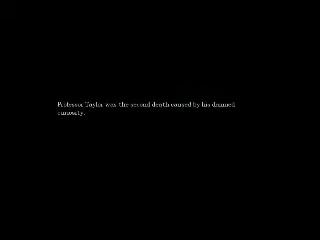 Professor Taylor was the second death caused by his damned
curiosity.